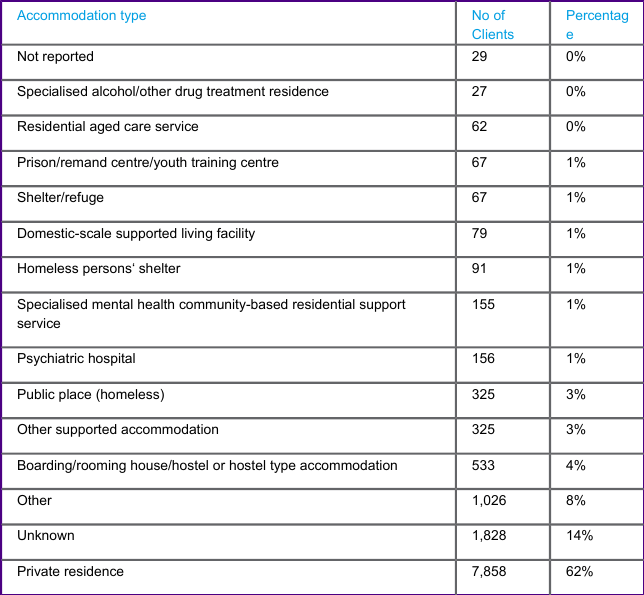 Accommodation type No of Percentag
Clients e
Not reported 29 0%
Specialised alcohol/other drug treatment residence 27 0%
Residential aged care service 62 0%
Prison/remand centre/youth training centre 67 1%
Shelter/refuge 67 1%
Domestic-scale supported living facility 79 1%
Homeless persons‘ shelter 91 1%
Specialised mental health community-based residential support 155 1%
service
Psychiatric hospital 156 1%
Public place (homeless) 325 3%
Other supported accommodation 325 3%
Boarding/rooming house/hostel or hostel type accommodation 533 4%
Other 1,026 8%
Unknown 1,828 14%
Private residence 7,858 62%